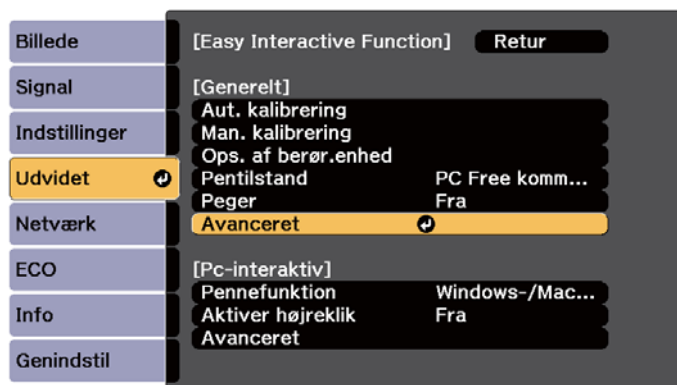 Billede
Signal
Indstillinger
Udvidet
Netværk
ECO
Info
Genindstil
[Easy Interactive Function] Retur
[Generelt]
Aut. kalibrering
Man. kalibrering
Ops. af berør.enhed
Pentilstand PC Free komm...
Peger Fra
Avanceret
[Pc-interaktiv]
Pennefunktion Windows-/Mac...
Aktiver højreklik Fra
Avanceret